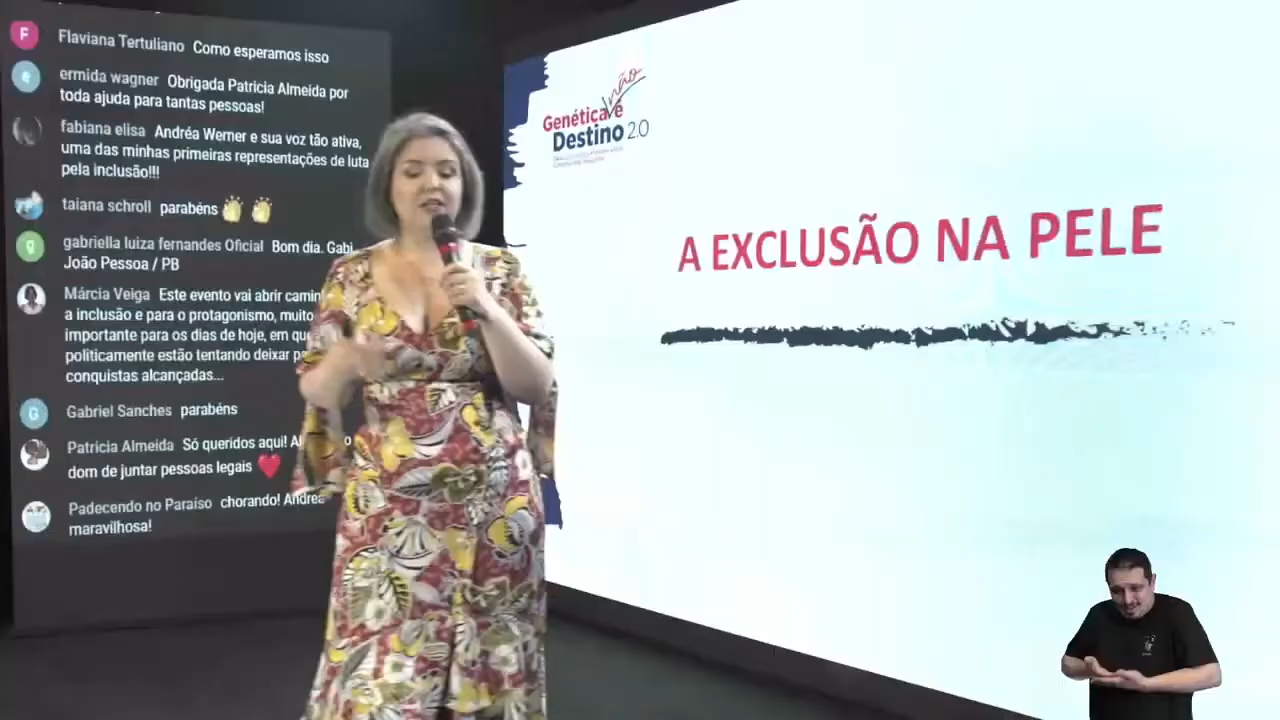 F
Flaviana Tertuliano Como esperamos isso
e
ermida wagner Obrigada Patricia Almeida por
toda ajuda para tantas pessoas!
fabiana elisa Andréa Werner e sua voz tão ativa,
uma das minhas primeiras representações de luta
pela inclusão!!!
taiana schroll parabéns 👏 👏
g
gabriella luiza fernandes Oficial Bom dia. Gabi.
João Pessoa / PB
Márcia Veiga Este evento vai abrir
a inclusão e para o protagonismo, muito
importante para os dias de hoje, em
politicamente estão tentando deixar
conquistas alcançadas...
G
Gabriel Sanches parabéns
Patricia Almeida Só queridos aqui!
dom de juntar pessoas legais ❤️
Padecendo no Paraíso chorando! Andrea
maravilhosa!
não
Genética é
Destino 2.0
A EXCLUSÃO NA PELE